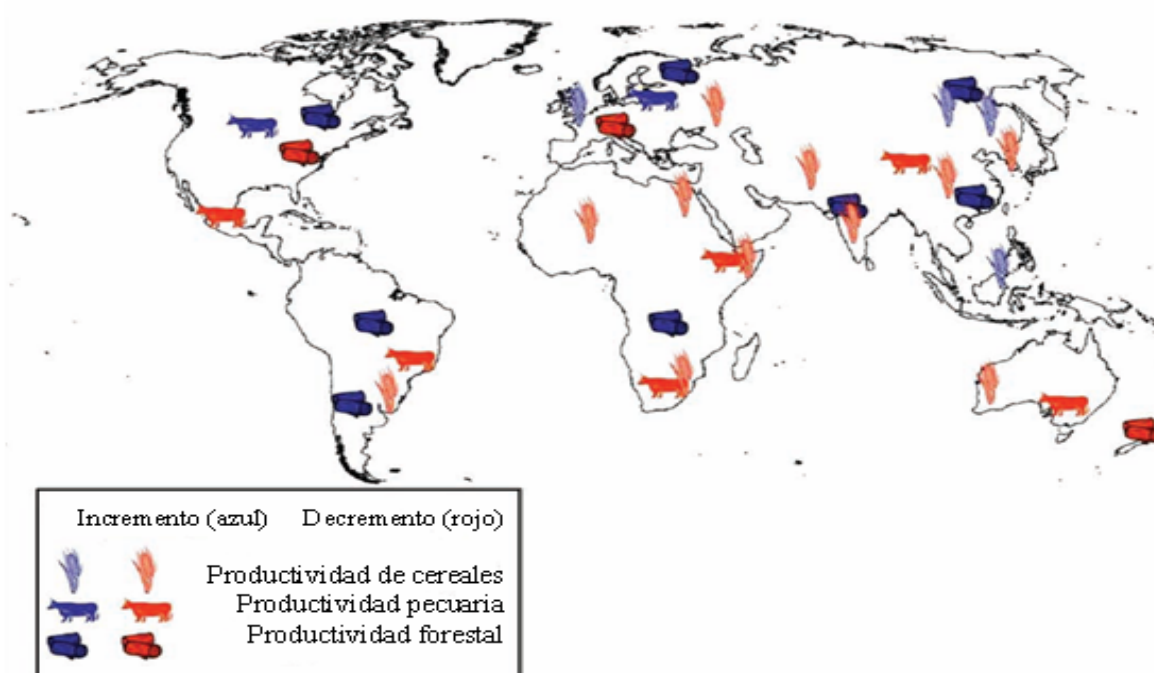 Incremento (azul) Decremento (rojo)
Productividad de cereales
Productividad pecuaria
Productividad forestal